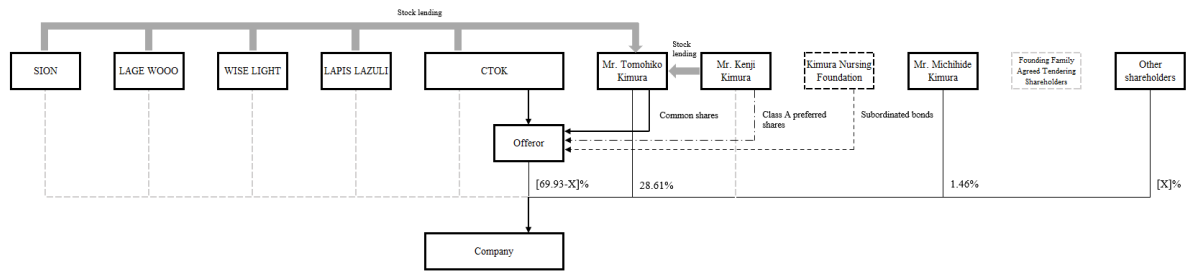 Stock lending
SION
LAGE WOOO
WISE LIGHT
LAPIS LAZULI
CTOK
Mr. Tomohiko
Kimura
Stock
lending
Mr. Kenji
Kimura
Kimura Nursing
Foundation
Mr. Michihide
Kimura
Founding Family
Agreed Tendering
Shareholders
Other
shareholders
Offeror
Common shares
Class A preferred
shares
Subordinated bonds
[69.93-X]%
28.61%
1.46%
[X]%
Company